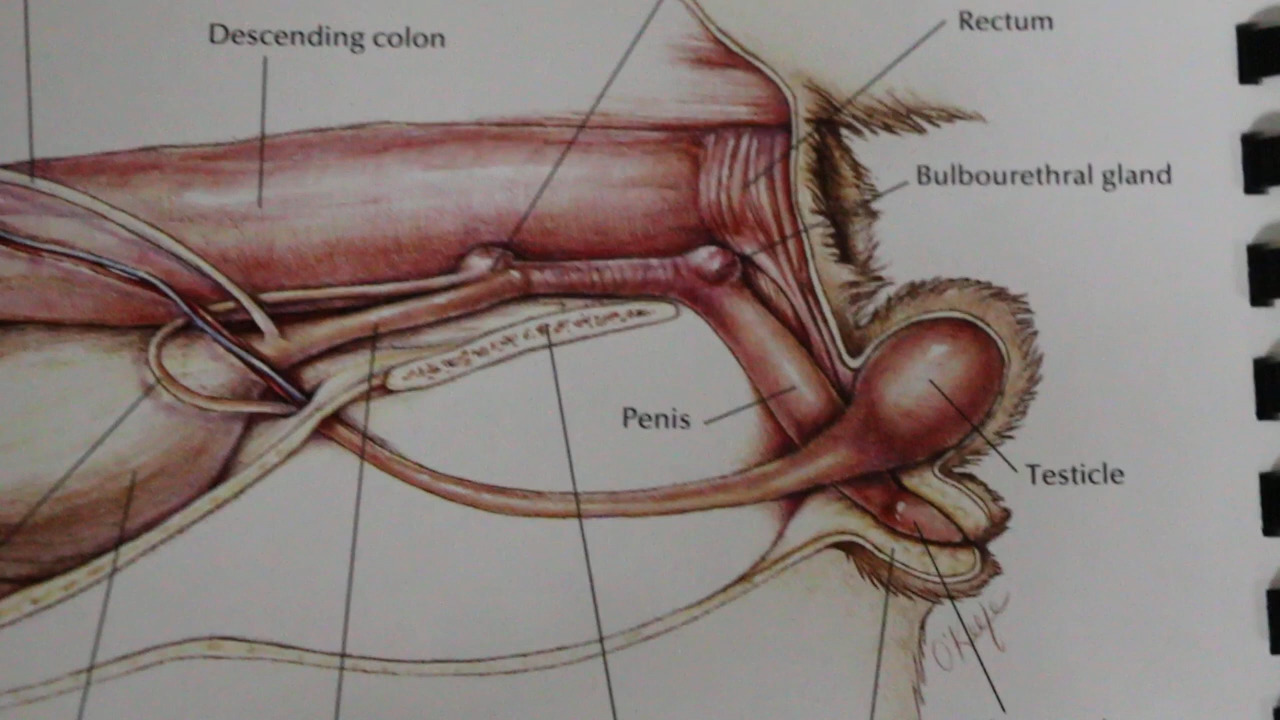 Descending colon
Rectum
Bulbourethral gland
Penis
Testicle